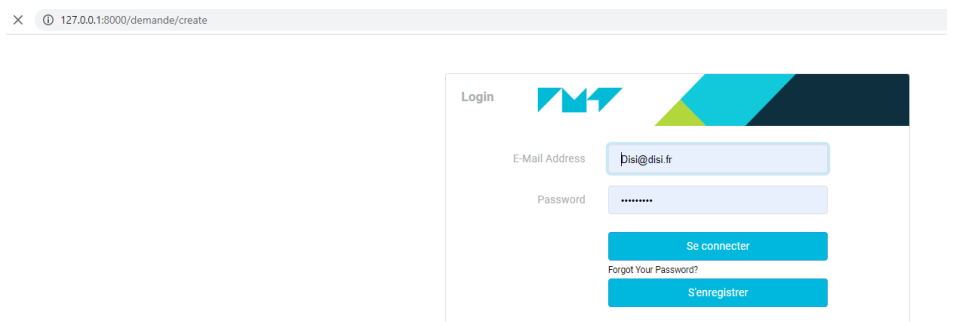 127.0.0.1:8000/demande/create
Login
E-Mail Address Disi@disi.fr
Password •••••••••
Se connecter
Forgot Your Password?
S'enregistrer